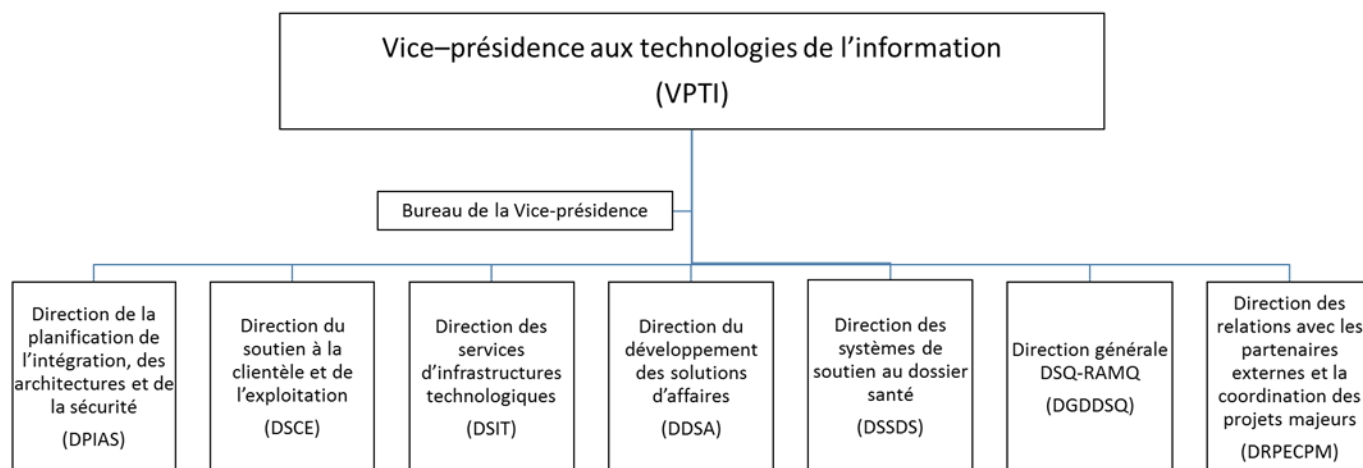 Vice–présidence aux technologies de l’information
(VPTI)
Bureau de la Vice-présidence
Direction de la
planification de
l’intégration, des
architectures et de
la sécurité
(DPIAS)
Direction du
soutien à la
clientèle et de
l’exploitation
(DSCE)
Direction des
services
d’infrastructures
technologiques
(DSIT)
Direction du
développement
des solutions
d’affaires
(DDSA)
Direction des
systèmes de
soutien au dossier
santé
(DSSDS)
Direction générale
DSQ-RAMQ
(DGDDSQ)
Direction des
relations avec les
partenaires
externes et la
coordination des
projets majeurs
(DRPECPM)